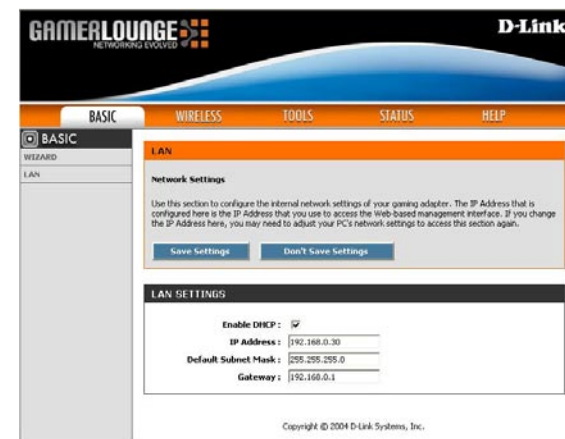 GAMERLOUNGE
NETWORKING EVOLVED
D-Link
BASIC
WIRELESS
TOOLS
STATUS
HELP
BASIC
WIZARD
LAN
LAN
Network Settings
Use this section to configure the internal network settings of your gaming adapter. The IP Address that is
configured here is the IP Address that you use to access the Web-based management interface. If you change
the IP Address here, you may need to adjust your PC's network settings to access this section again.
Save Settings
Don't Save Settings
LAN SETTINGS
Enable DHCP :
IP Address : 192.168.0.30
Default Subnet Mask : 255.255.255.0
Gateway : 192.168.0.1
Copyright © 2004 D-Link Systems, Inc.